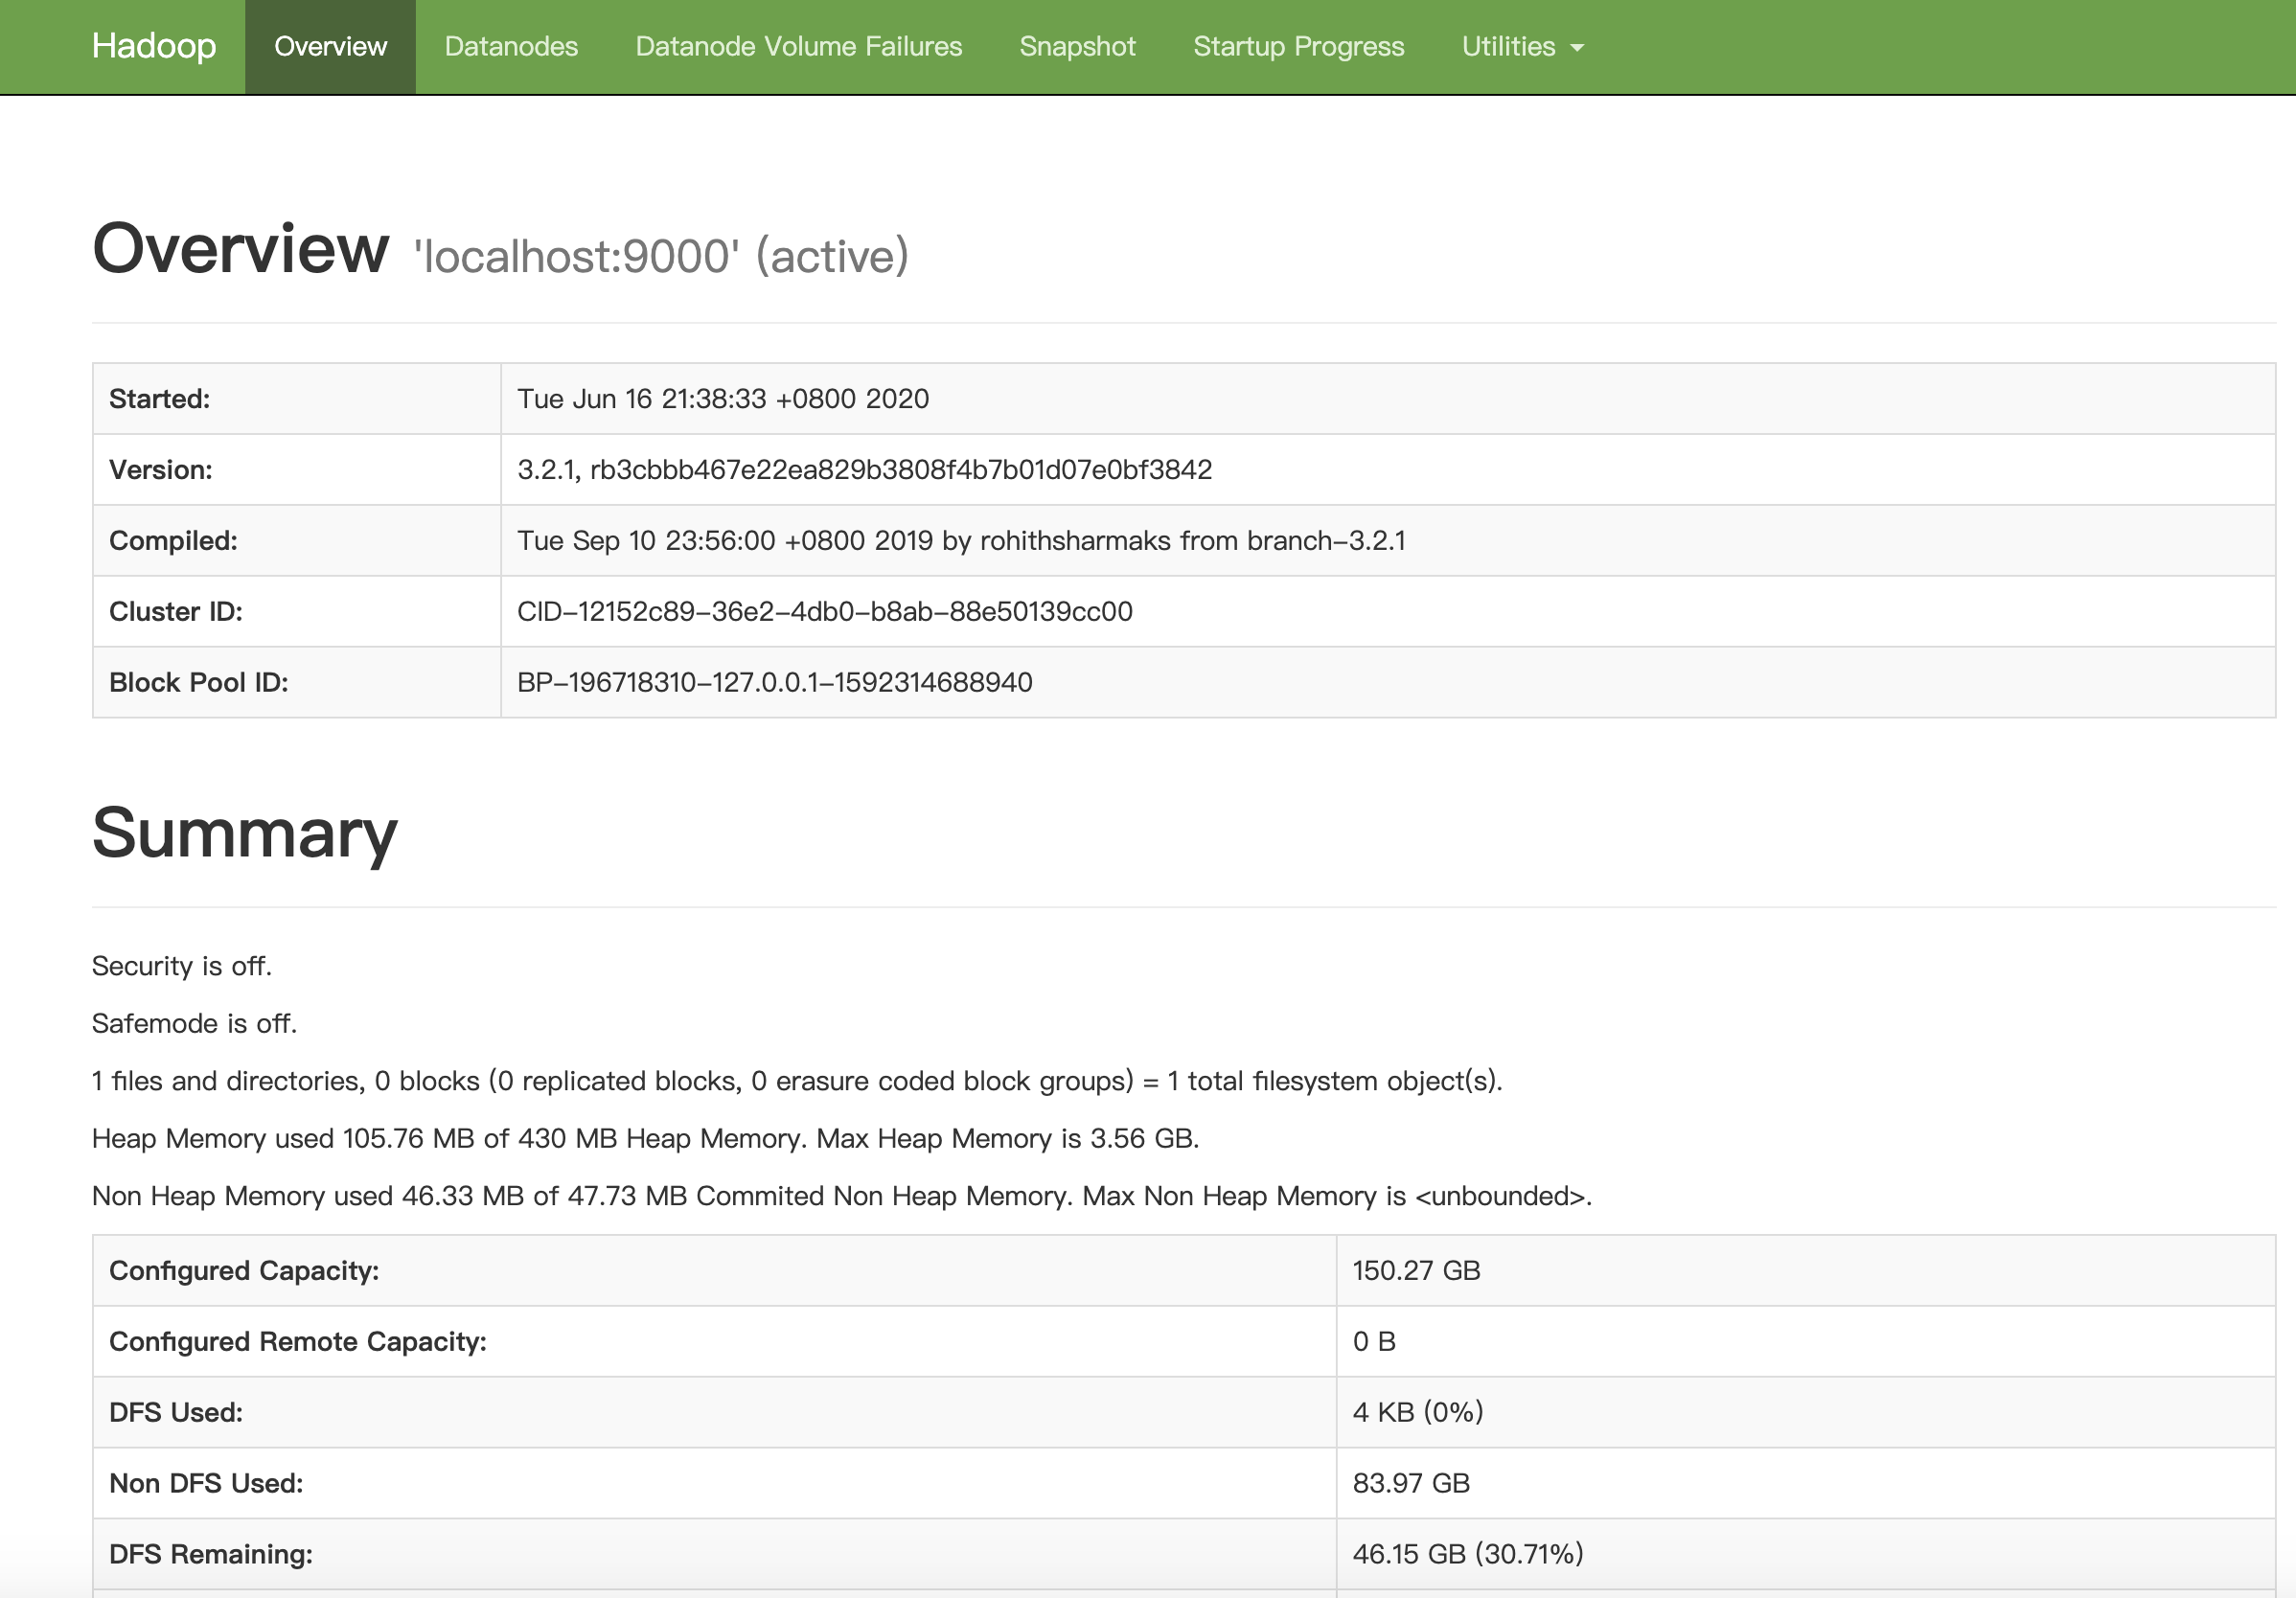 Hadoop Overview Datanodes Datanode Volume Failures Snapshot Startup Progress Utilities
Overview 'localhost:9000' (active)
Started: Tue Jun 16 21:38:33 +0800 2020
Version: 3.2.1, rb3cbbb467e22ea829b3808f4b7b01d07e0bf3842
Compiled: Tue Sep 10 23:56:00 +0800 2019 by rohithsharmaks from branch-3.2.1
Cluster ID: CID-12152c89-36e2-4db0-b8ab-88e50139cc00
Block Pool ID: BP-196718310-127.0.0.1-1592314688940
Summary
Security is off.
Safemode is off.
1 files and directories, 0 blocks (0 replicated blocks, 0 erasure coded block groups) = 1 total filesystem object(s).
Heap Memory used 105.76 MB of 430 MB Heap Memory. Max Heap Memory is 3.56 GB.
Non Heap Memory used 46.33 MB of 47.73 MB Commited Non Heap Memory. Max Non Heap Memory is <unbounded>.
Configured Capacity: 150.27 GB
Configured Remote Capacity: 0 B
DFS Used: 4 KB (0%)
Non DFS Used: 83.97 GB
DFS Remaining: 46.15 GB (30.71%)